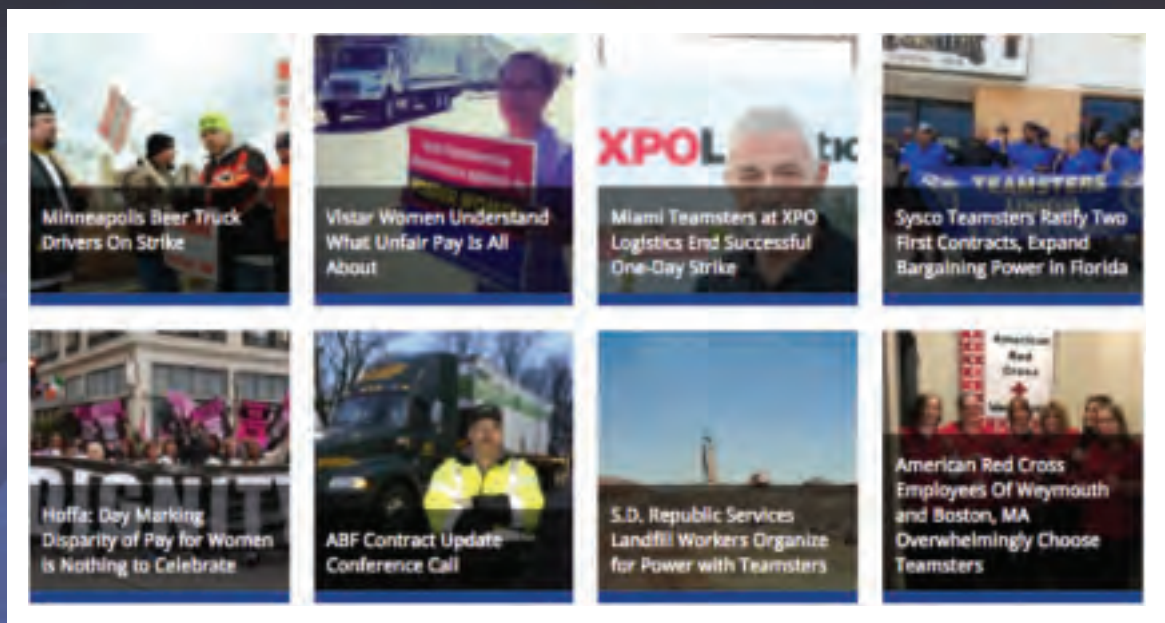 Minneapolis Beer Truck
Drivers On Strike
Vistar Women Understand
What Unfair Pay Is All
About
XPO
Miami Teamsters at XPO
Logistics End Successful
One-Day Strike
TEAMSTERS
Sysco Teamsters Ratify Two
First Contracts, Expand
Bargaining Power in Florida
DIGNITY
Hoffa: Day Marking
Disparity of Pay for Women
is Nothing to Celebrate
ABF Contract Update
Conference Call
S.D. Republic Services
Landfill Workers Organize
for Power with Teamsters
American
Red
Cross
American Red Cross
Employees Of Weymouth
and Boston, MA
Overwhelmingly Choose
Teamsters